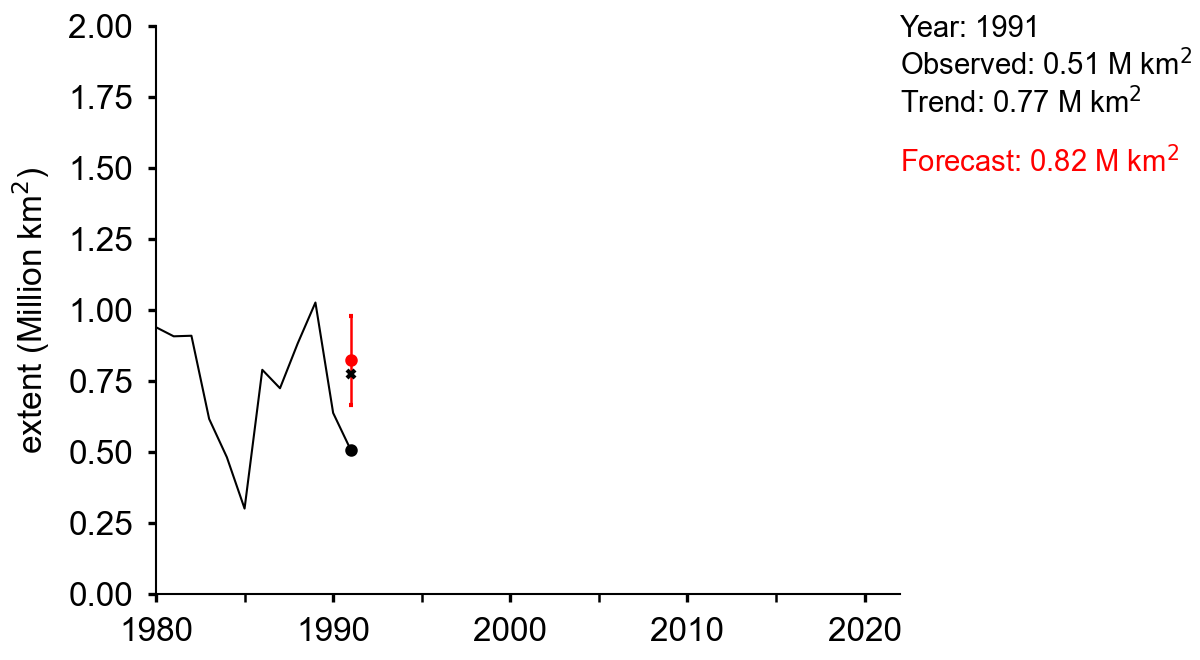 2.00
1.75
1.50
1.25
1.00
0.75
0.50
0.25
0.00
extent (Million km²)
1980 1990 2000 2010 2020
Year: 1991
Observed: 0.51 M km²
Trend: 0.77 M km²
Forecast: 0.82 M km²